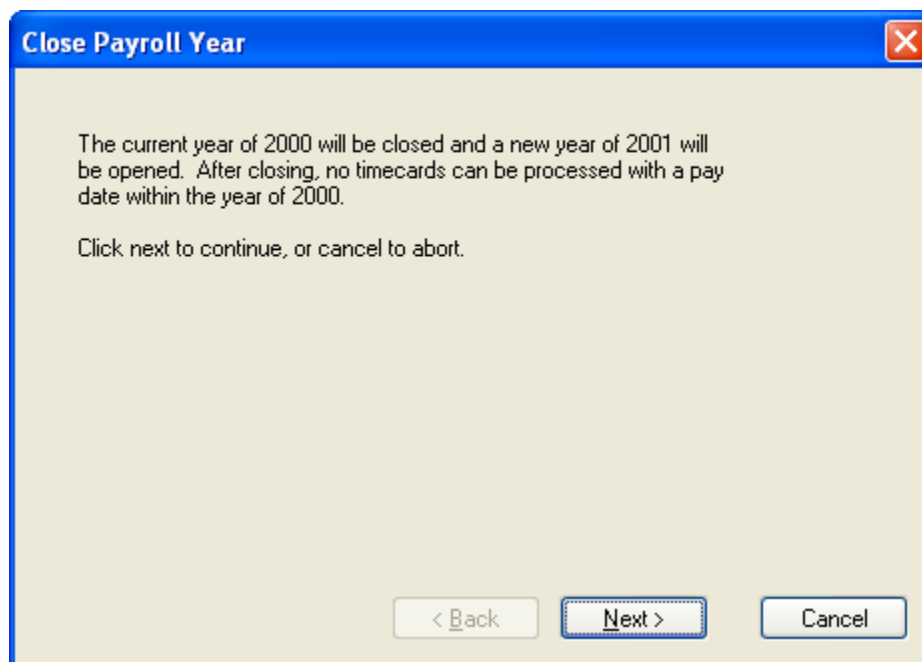 Close Payroll Year
The current year of 2000 will be closed and a new year of 2001 will
be opened.  After closing, no timecards can be processed with a pay
date within the year of 2000.
Click next to continue, or cancel to abort.
< Back
Next >
Cancel